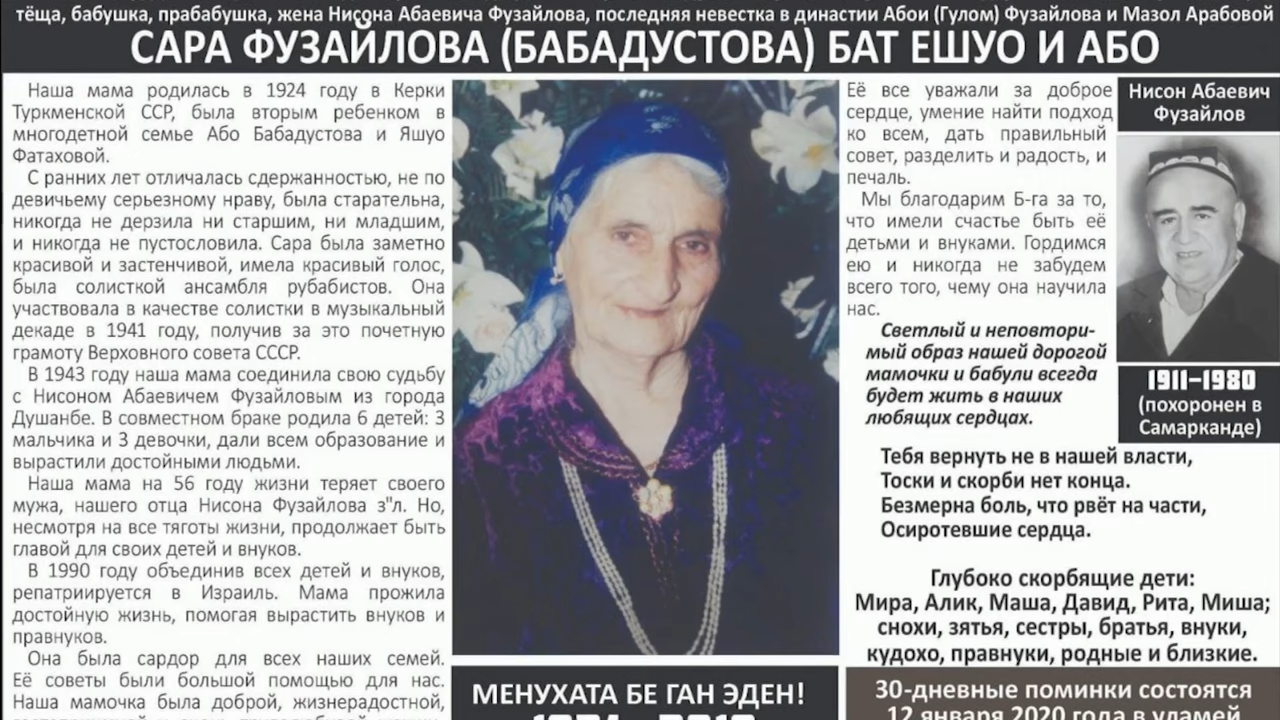 тёща, бабушка, прабабушка, жена Нисона Абаевича Фузайлова, последняя невестка в династии Абои (Гулом) Фузайлова и Мазол Арабовой
САРА ФУЗАЙЛОВА (БАБАДУСТОВА) БАТ ЕШУО И АБО
Наша мама родилась в 1924 году в Керки
Туркменской ССР, была вторым ребенком в
многодетной семье Або Бабадустова и Яшуо
Фатаховой.
С ранних лет отличалась сдержанностью, не по
девичьему серьезному нраву, была старательна,
никогда не дерзила ни старшим, ни младшим,
и никогда не пустословила. Сара была заметно
красивой и застенчивой, имела красивый голос,
была солисткой ансамбля рубабистов. Она
участвовала в качестве солистки в музыкальный
декаде в 1941 году, получив за это почетную
грамоту Верховного совета СССР.
В 1943 году наша мама соединила свою судьбу
с Нисоном Абаевичем Фузайловым из города
Душанбе. В совместном браке родила 6 детей: 3
мальчика и 3 девочки, дали всем образование и
вырастили достойными людьми.
Наша мама на 56 году жизни теряет своего
мужа, нашего отца Нисона Фузайлова з"л. Но,
несмотря на все тяготы жизни, продолжает быть
главой для своих детей и внуков.
В 1990 году объединив всех детей и внуков,
репатриируется в Израиль. Мама прожила
достойную жизнь, помогая вырастить внуков и
правнуков.
Она была сардор для всех наших семей.
Её советы были большой помощью для нас.
Наша мамочка была доброй, жизнерадостной,
МЕНУХАТА БЕ ГАН ЭДЕН!
Её все уважали за доброе
сердце, умение найти подход
ко всем, дать правильный
совет, разделить и радость, и
печаль.
Мы благодарим Б-га за то,
что имели счастье быть её
детьми и внуками. Гордимся
ею и никогда не забудем
всего того, чему она научила
нас.
Светлый и неповтори-
мый образ нашей дорогой
мамочки и бабули всегда
будет жить в наших
любящих сердцах.
Нисон Абаевич
Фузайлов
1911–1980
(похоронен в
Самарканде)
Тебя вернуть не в нашей власти,
Тоски и скорби нет конца.
Безмерна боль, что рвёт на части,
Осиротевшие сердца.
Глубоко скорбящие дети:
Мира, Алик, Маша, Давид, Рита, Миша;
снохи, зятья, сестры, братья, внуки,
кудохо, правнуки, родные и близкие.
30-дневные поминки состоятся
12 января 2020 года в уламей